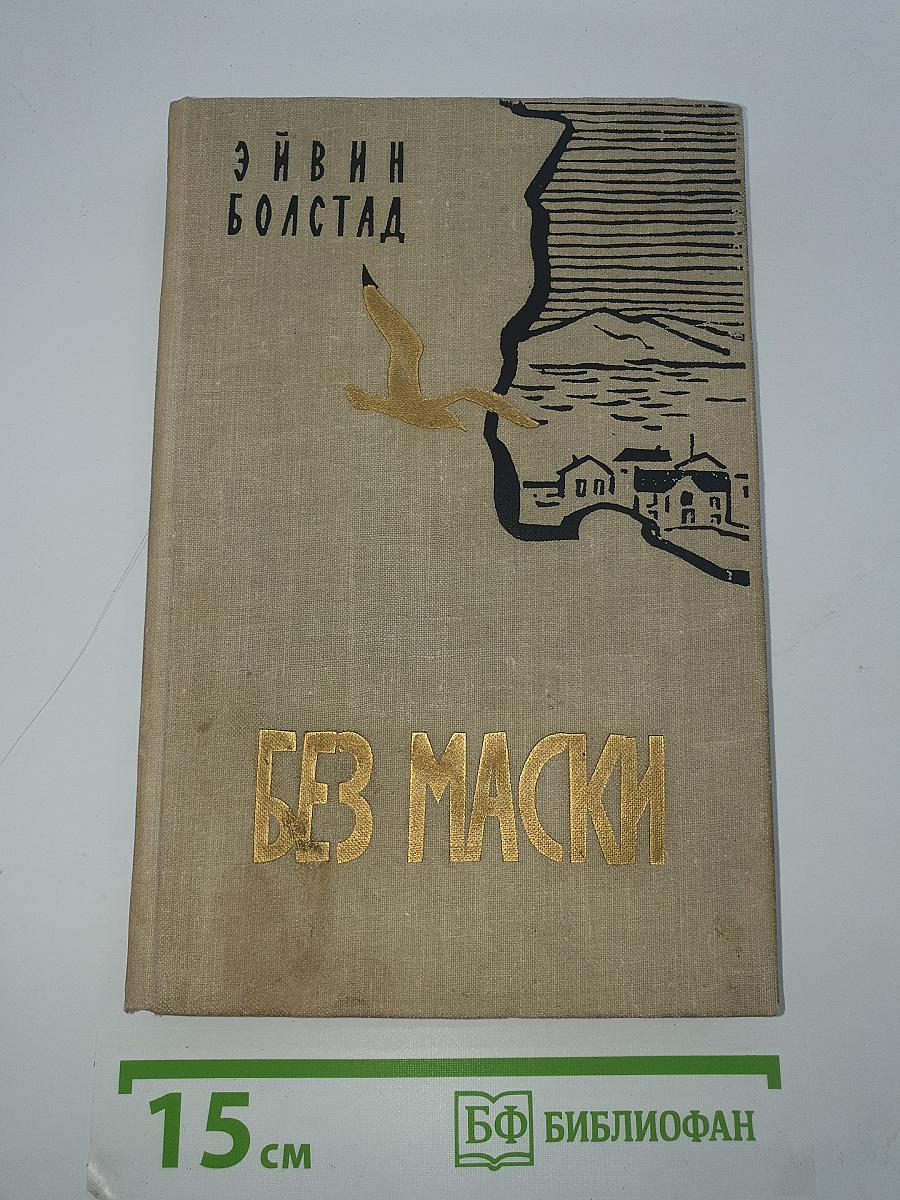 ЭЙВИН
БОЛСТАД
БЕЗ МАСКИ
15 см
БФ БИБЛИОФАН